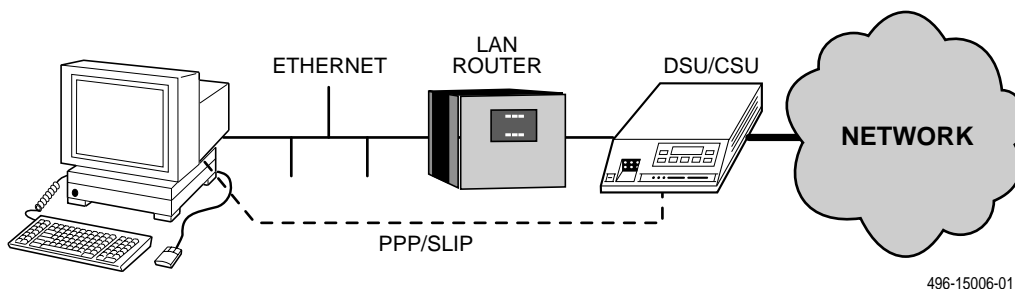 ETHERNET
LAN
ROUTER
DSU/CSU
NETWORK
PPP/SLIP
496-15006-01